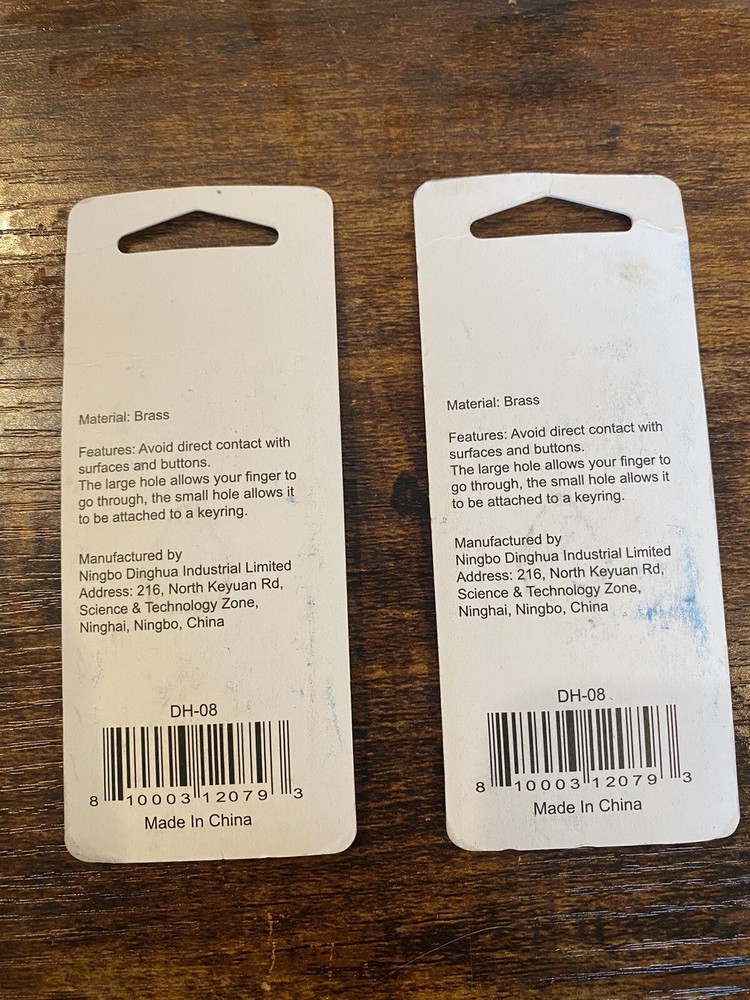 Material: Brass
Features: Avoid direct contact with
surfaces and buttons.
The large hole allows your finger to
go through, the small hole allows it
to be attached to a keyring.
Manufactured by
Ningbo Dinghua Industrial Limited
Address: 216, North Keyuan Rd,
Science & Technology Zone,
Ninghai, Ningbo, China
DH-08
8 10003 12079 3
Made In China
Material: Brass
Features: Avoid direct contact with
surfaces and buttons.
The large hole allows your finger to
go through, the small hole allows it
to be attached to a keyring.
Manufactured by
Ningbo Dinghua Industrial Limited
Address: 216, North Keyuan Rd,
Science & Technology Zone,
Ninghai, Ningbo, China
DH-08
8 10003 12079 3
Made In China